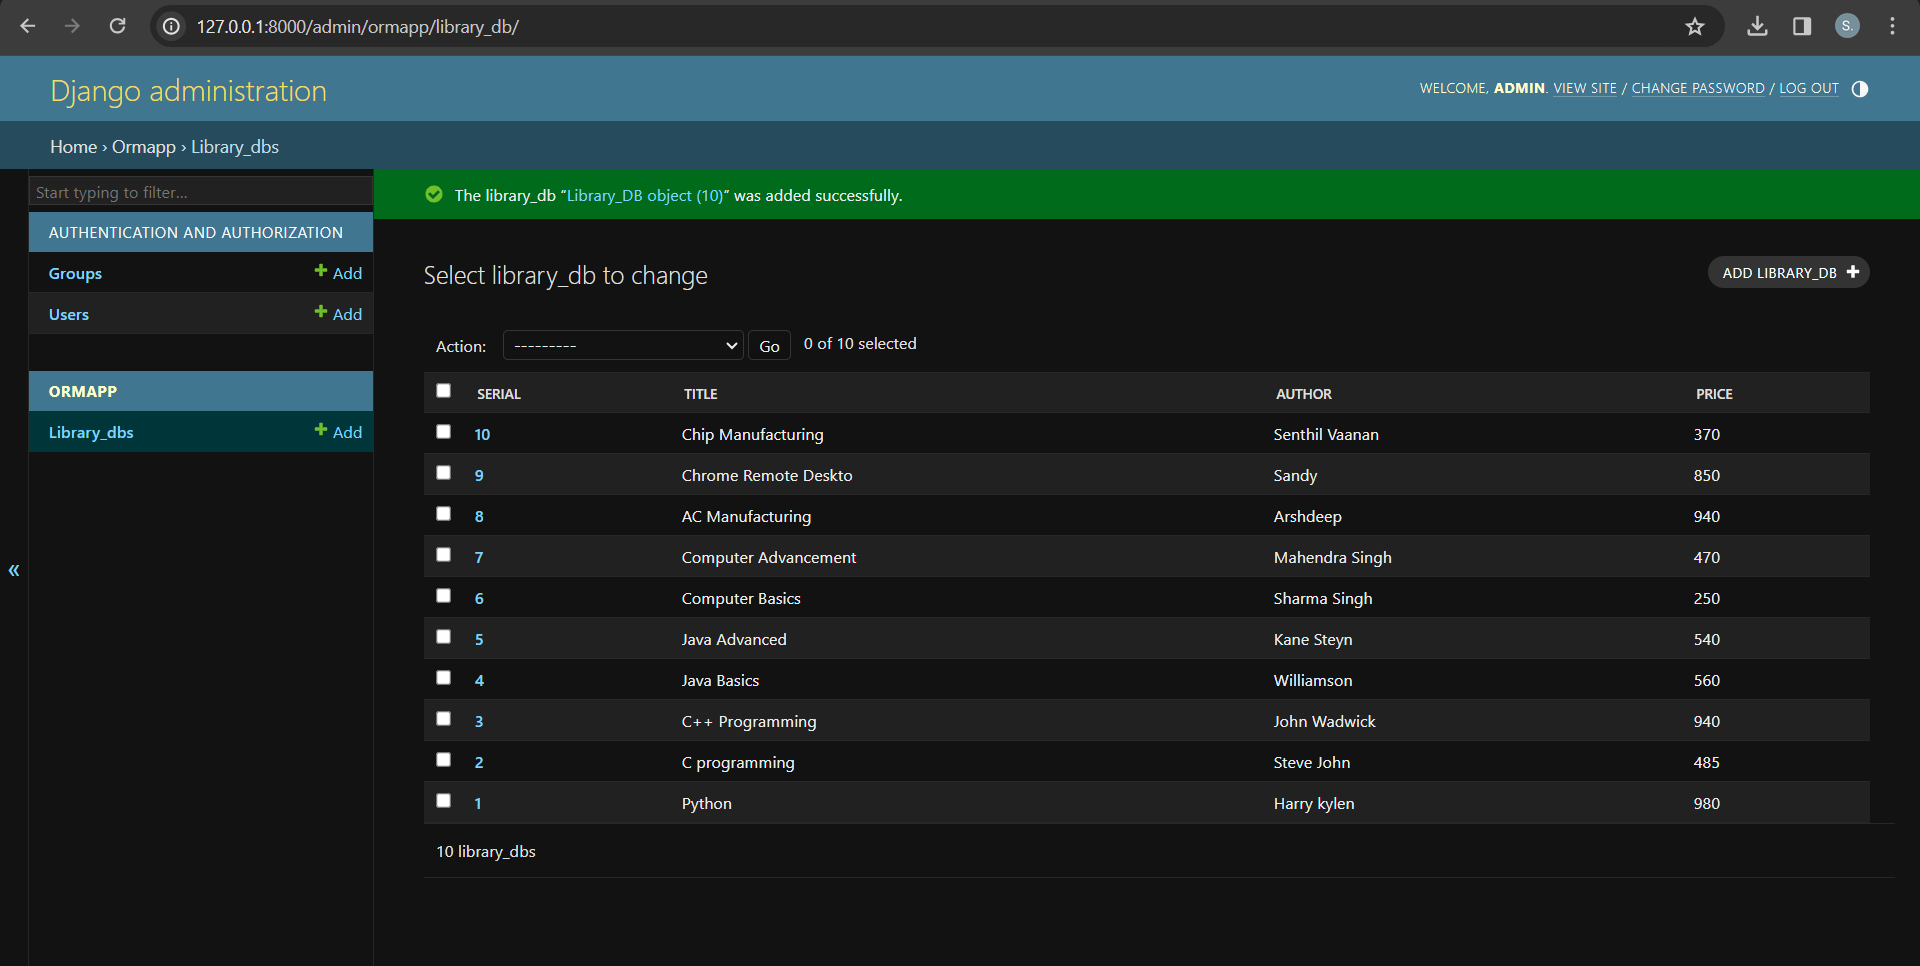 127.0.0.1:8000/admin/ormapp/library_db/
S.
Django administration
WELCOME, ADMIN. VIEW SITE / CHANGE PASSWORD / LOG OUT
Home › Ormapp › Library_dbs
Start typing to filter...
AUTHENTICATION AND AUTHORIZATION
Groups + Add
Users + Add
ORMAPP
Library_dbs + Add
«
The library_db “Library_DB object (10)” was added successfully.
Select library_db to change
ADD LIBRARY_DB +
Action: --------- Go 0 of 10 selected
SERIAL TITLE AUTHOR PRICE
10 Chip Manufacturing Senthil Vaanan 370
9 Chrome Remote Deskto Sandy 850
8 AC Manufacturing Arshdeep 940
7 Computer Advancement Mahendra Singh 470
6 Computer Basics Sharma Singh 250
5 Java Advanced Kane Steyn 540
4 Java Basics Williamson 560
3 C++ Programming John Wadwick 940
2 C programming Steve John 485
1 Python Harry kylen 980
10 library_dbs